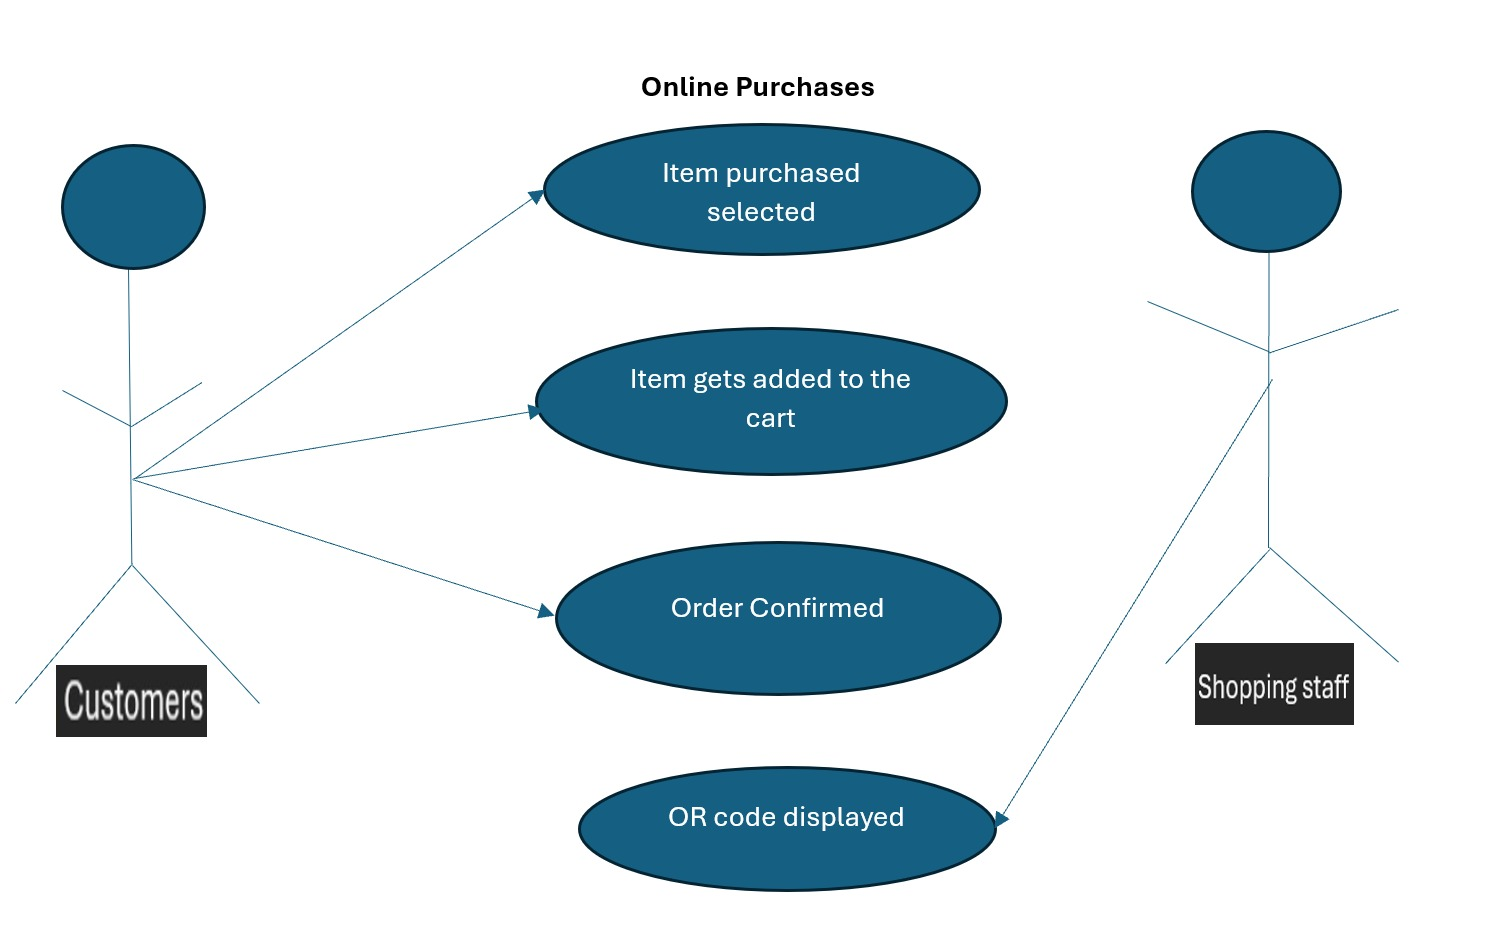 Online Purchases
Item purchased
selected
Item gets added to the
cart
Order Confirmed
Customers
Shopping staff
OR code displayed